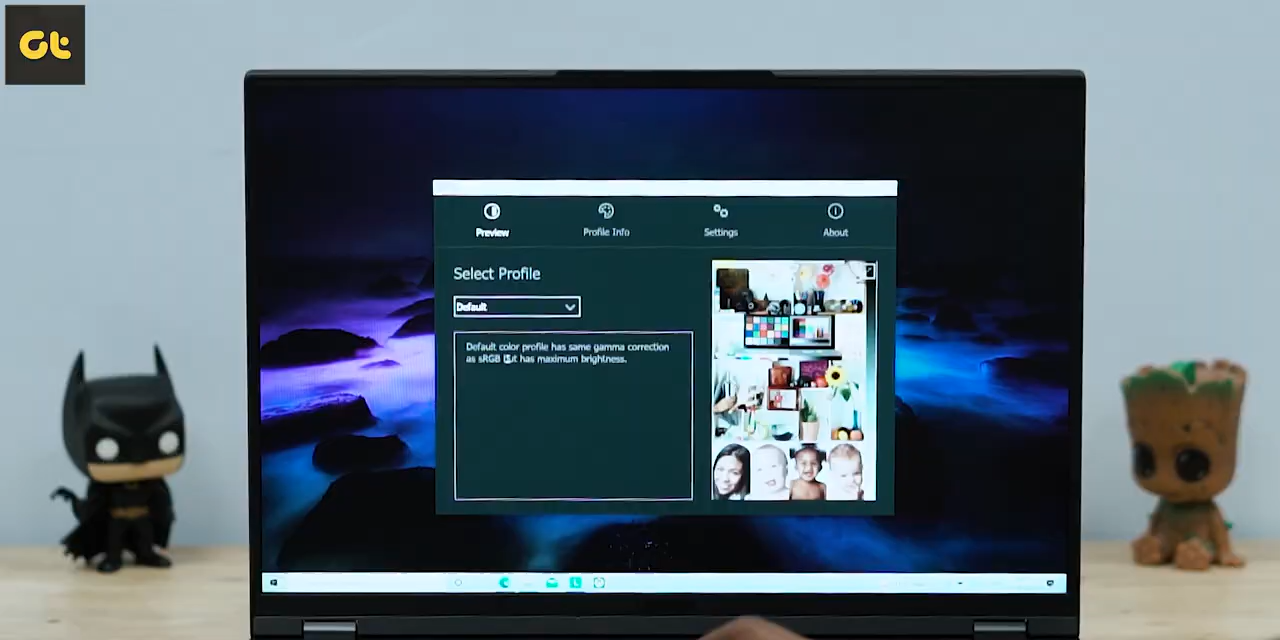 Gt
Preview
Profile Info
Settings
About
Select Profile
Default
Default color profile has same gamma correction
as sRGB but has maximum brightness.